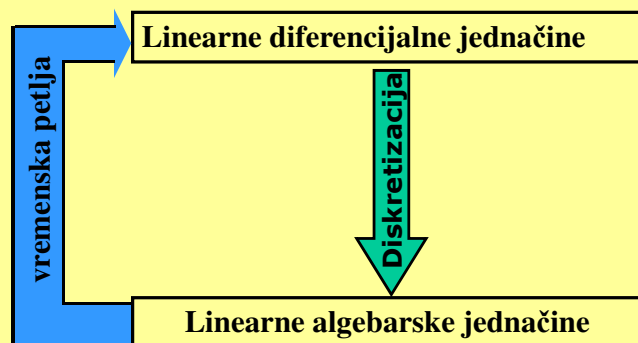 Linearne diferencijalne jednačine
vremenska petlja
Diskretizacija
Linearne algebarske jednačine